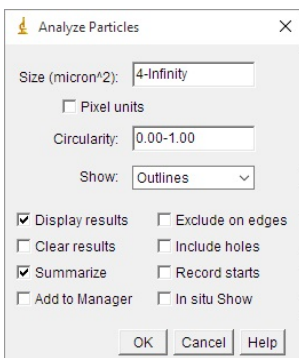 Analyze Particles
Size (micron^2): 4-Infinity
Pixel units
Circularity: 0.00-1.00
Show: Outlines
Display results Exclude on edges
Clear results Include holes
Summarize Record starts
Add to Manager In situ Show
OK Cancel Help